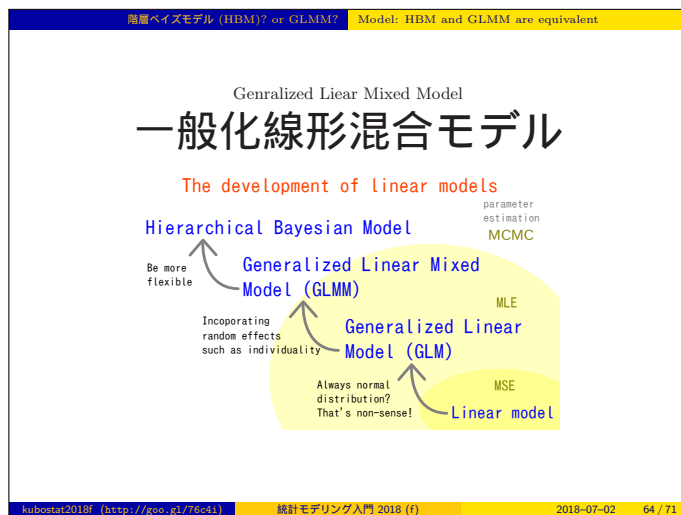 階層ベイズモデル (HBM)? or GLMM? Model: HBM and GLMM are equivalent
Genralized Liear Mixed Model
一般化線形混合モデル
The development of linear models
parameter
estimation
MCMC
Hierarchical Bayesian Model
Be more
flexible
Generalized Linear Mixed
Model (GLMM)
MLE
Incoporating
random effects
such as individuality
Generalized Linear
Model (GLM)
Always normal
distribution?
That's non-sense!
MSE
Linear model
kubostat2018f (http://goo.gl/76c4i) 統計モデリング入門 2018 (f) 2018–07–02 64 / 71